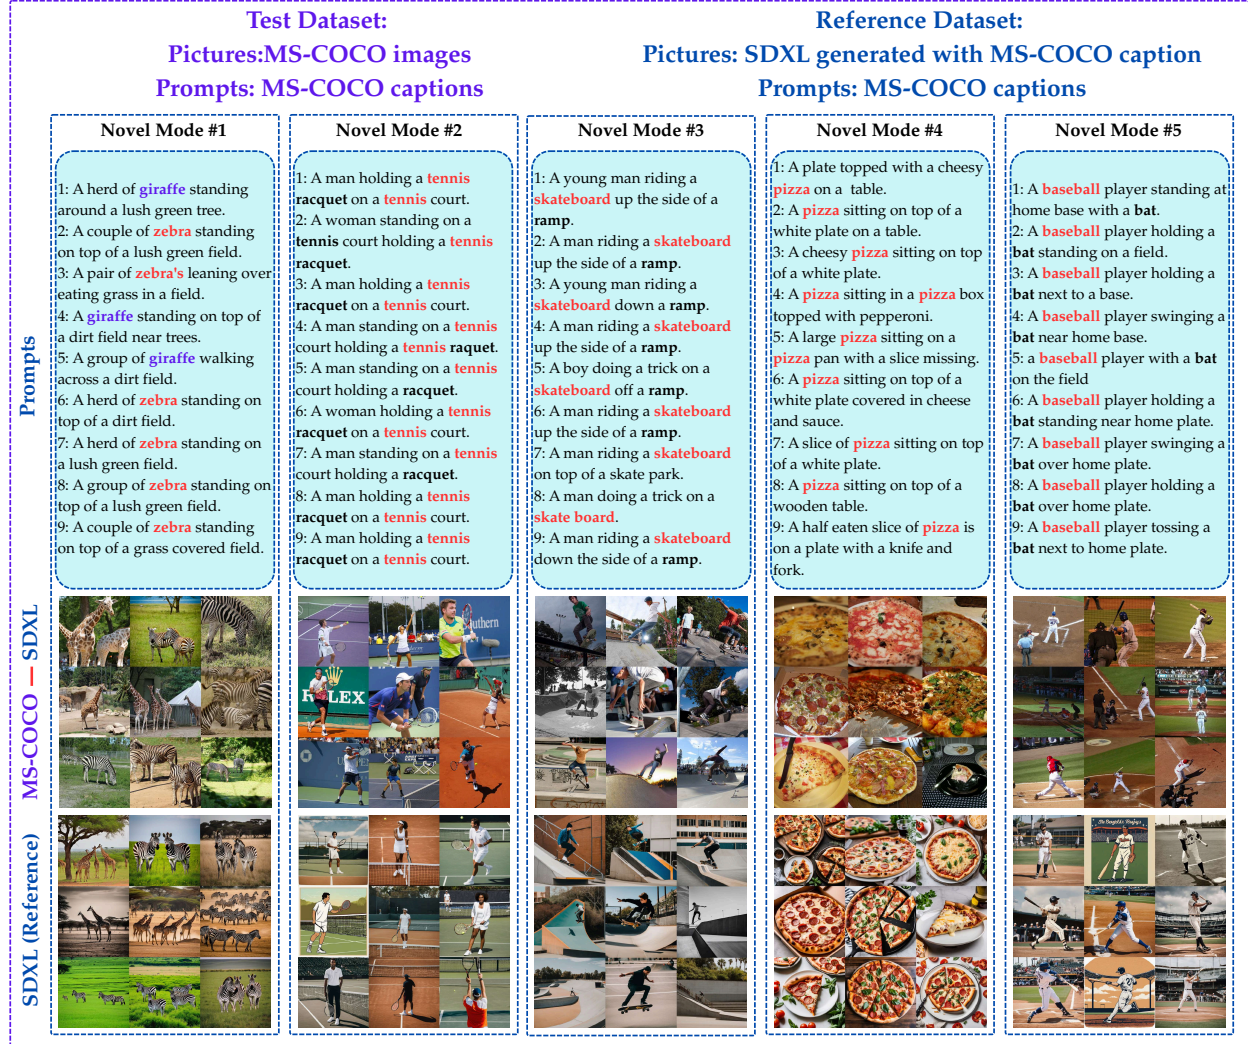 Test Dataset:
Pictures:MS-COCO images
Prompts: MS-COCO captions
Reference Dataset:
Pictures: SDXL generated with MS-COCO caption
Prompts: MS-COCO captions
Prompts
Novel Mode #1
1: A herd of giraffe standing
around a lush green tree.
2: A couple of zebra standing
on top of a lush green field.
3: A pair of zebra's leaning over
eating grass in a field.
4: A giraffe standing on top of
a dirt field near trees.
5: A group of giraffe walking
across a dirt field.
6: A herd of zebra standing on
top of a dirt field.
7: A herd of zebra standing on
a lush green field.
8: A group of zebra standing on
top of a lush green field.
9: A couple of zebra standing
on top of a grass covered field.
Novel Mode #2
1: A man holding a tennis
racquet on a tennis court.
2: A woman standing on a
tennis court holding a tennis
racquet.
3: A man holding a tennis
racquet on a tennis court.
4: A man standing on a tennis
court holding a tennis raquet.
5: A man standing on a tennis
court holding a racquet.
6: A woman holding a tennis
racquet on a tennis court.
7: A man standing on a tennis
court holding a racquet.
8: A man holding a tennis
racquet on a tennis court.
9: A man holding a tennis
racquet on a tennis court.
Novel Mode #3
1: A young man riding a
skateboard up the side of a
ramp.
2: A man riding a skateboard
up the side of a ramp.
3: A young man riding a
skateboard down a ramp.
4: A man riding a skateboard
up the side of a ramp.
5: A boy doing a trick on a
skateboard off a ramp.
6: A man riding a skateboard
up the side of a ramp.
7: A man riding a skateboard
on top of a skate park.
8: A man doing a trick on a
skate board.
9: A man riding a skateboard
down the side of a ramp.
Novel Mode #4
1: A plate topped with a cheesy
pizza on a table.
2: A pizza sitting on top of a
white plate on a table.
3: A cheesy pizza sitting on top
of a white plate.
4: A pizza sitting in a pizza box
topped with pepperoni.
5: A large pizza sitting on a
pizza pan with a slice missing.
6: A pizza sitting on top of a
white plate covered in cheese
and sauce.
7: A slice of pizza sitting on top
of a white plate.
8: A pizza sitting on top of a
wooden table.
9: A half eaten slice of pizza is
on a plate with a knife and
fork.
Novel Mode #5
1: A baseball player standing at
home base with a bat.
2: A baseball player holding a
bat standing on a field.
3: A baseball player holding a
bat next to a base.
4: A baseball player swinging a
bat near home base.
5: a baseball player with a bat
on the field
6: A baseball player holding a
bat standing near home plate.
7: A baseball player swinging a
bat over home plate.
8: A baseball player holding a
bat over home plate.
9: A baseball player tossing a
bat next to home plate.
MS-COCO — SDXL
ROLEX
Southern
SDXL (Reference)